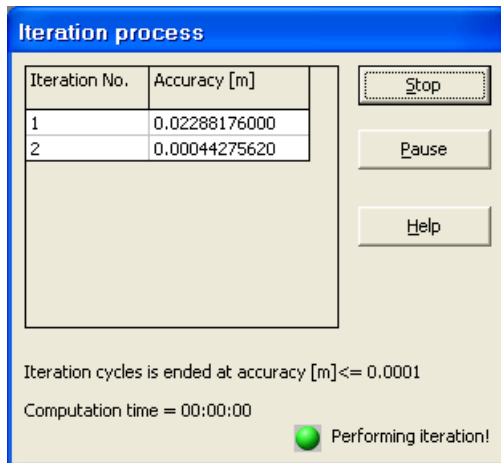 Iteration process
Iteration No. Accuracy [m]
1 0.02288176000
2 0.00044275620
Stop
Pause
Help
Iteration cycles is ended at accuracy [m]<= 0.0001
Computation time = 00:00:00
Performing iteration!